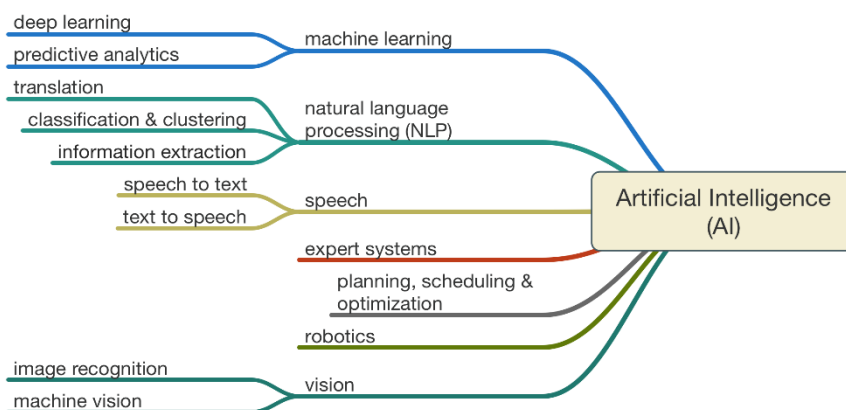 deep learning
predictive analytics
machine learning
translation
classification & clustering
information extraction
natural language
processing (NLP)
speech to text
text to speech
speech
expert systems
planning, scheduling &
optimization
robotics
image recognition
machine vision
vision
Artificial Intelligence
(AI)